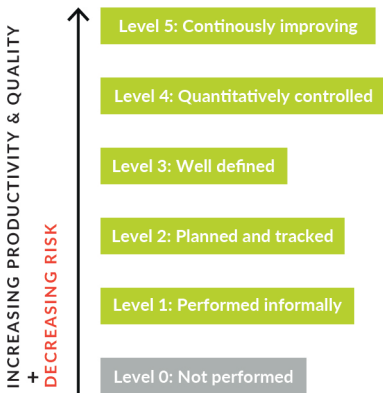 Level 5: Continously improving
Level 4: Quantitatively controlled
Level 3: Well defined
Level 2: Planned and tracked
Level 1: Performed informally
Level 0: Not performed
INCREASING PRODUCTIVITY & QUALITY
+
DECREASING RISK